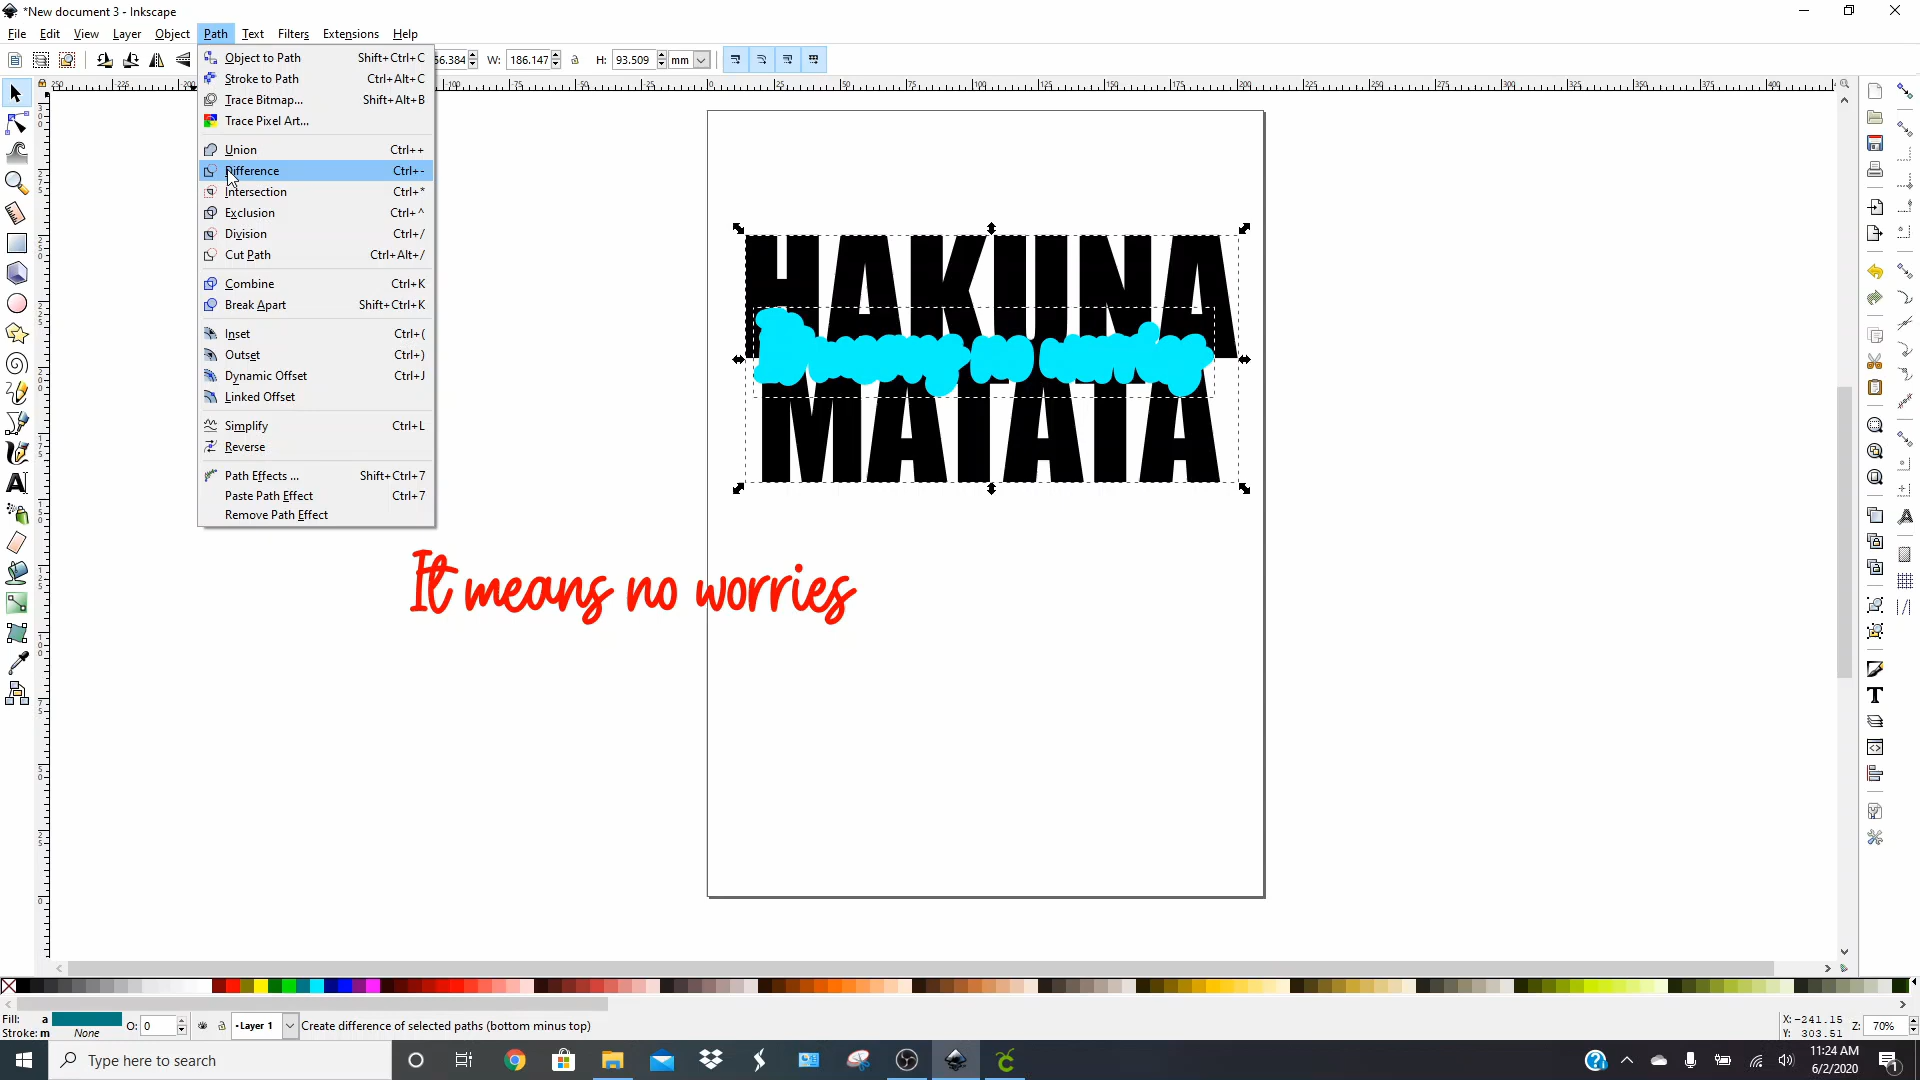 *New document 3 - Inkscape
File Edit View Layer Object Path Text Filters Extensions Help
W: 186.147 H: 93.509 mm
Object to Path Shift+Ctrl+C
Stroke to Path Ctrl+Alt+C
Trace Bitmap... Shift+Alt+B
Trace Pixel Art...
Union Ctrl++
Difference Ctrl+-
Intersection Ctrl+*
Exclusion Ctrl+^
Division Ctrl+/
Cut Path Ctrl+Alt+/
Combine Ctrl+K
Break Apart Shift+Ctrl+K
Inset Ctrl+(
Outset Ctrl+)
Dynamic Offset Ctrl+J
Linked Offset
Simplify Ctrl+L
Reverse
Path Effects ... Shift+Ctrl+7
Paste Path Effect Ctrl+7
Remove Path Effect
HAKUNA
MATATA
It means no worries
Fill: a O: 0 •Layer 1 Create difference of selected paths (bottom minus top) X: -241.15 Z: 70%
Stroke: m None Y: 303.51
Type here to search
11:24 AM
6/2/2020